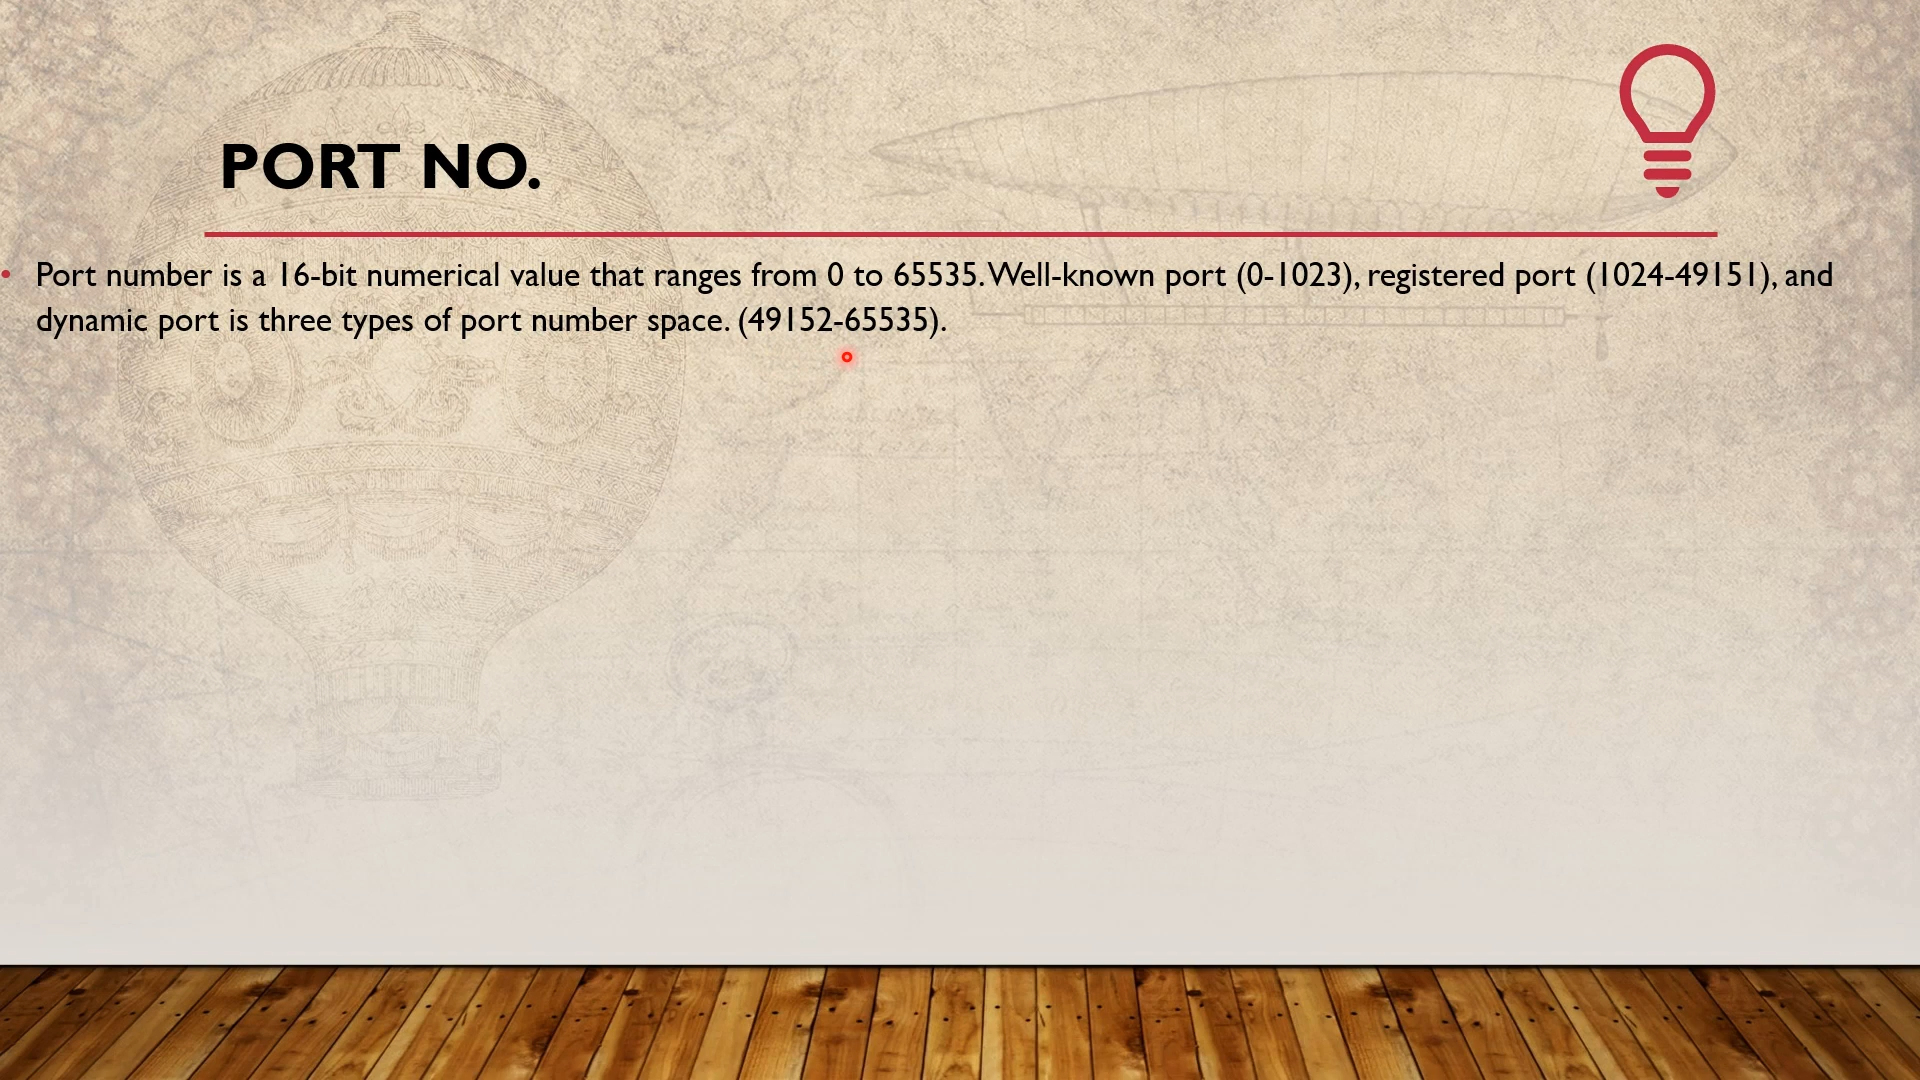 PORT NO.
• Port number is a 16-bit numerical value that ranges from 0 to 65535. Well-known port (0-1023), registered port (1024-49151), and
dynamic port is three types of port number space. (49152-65535).